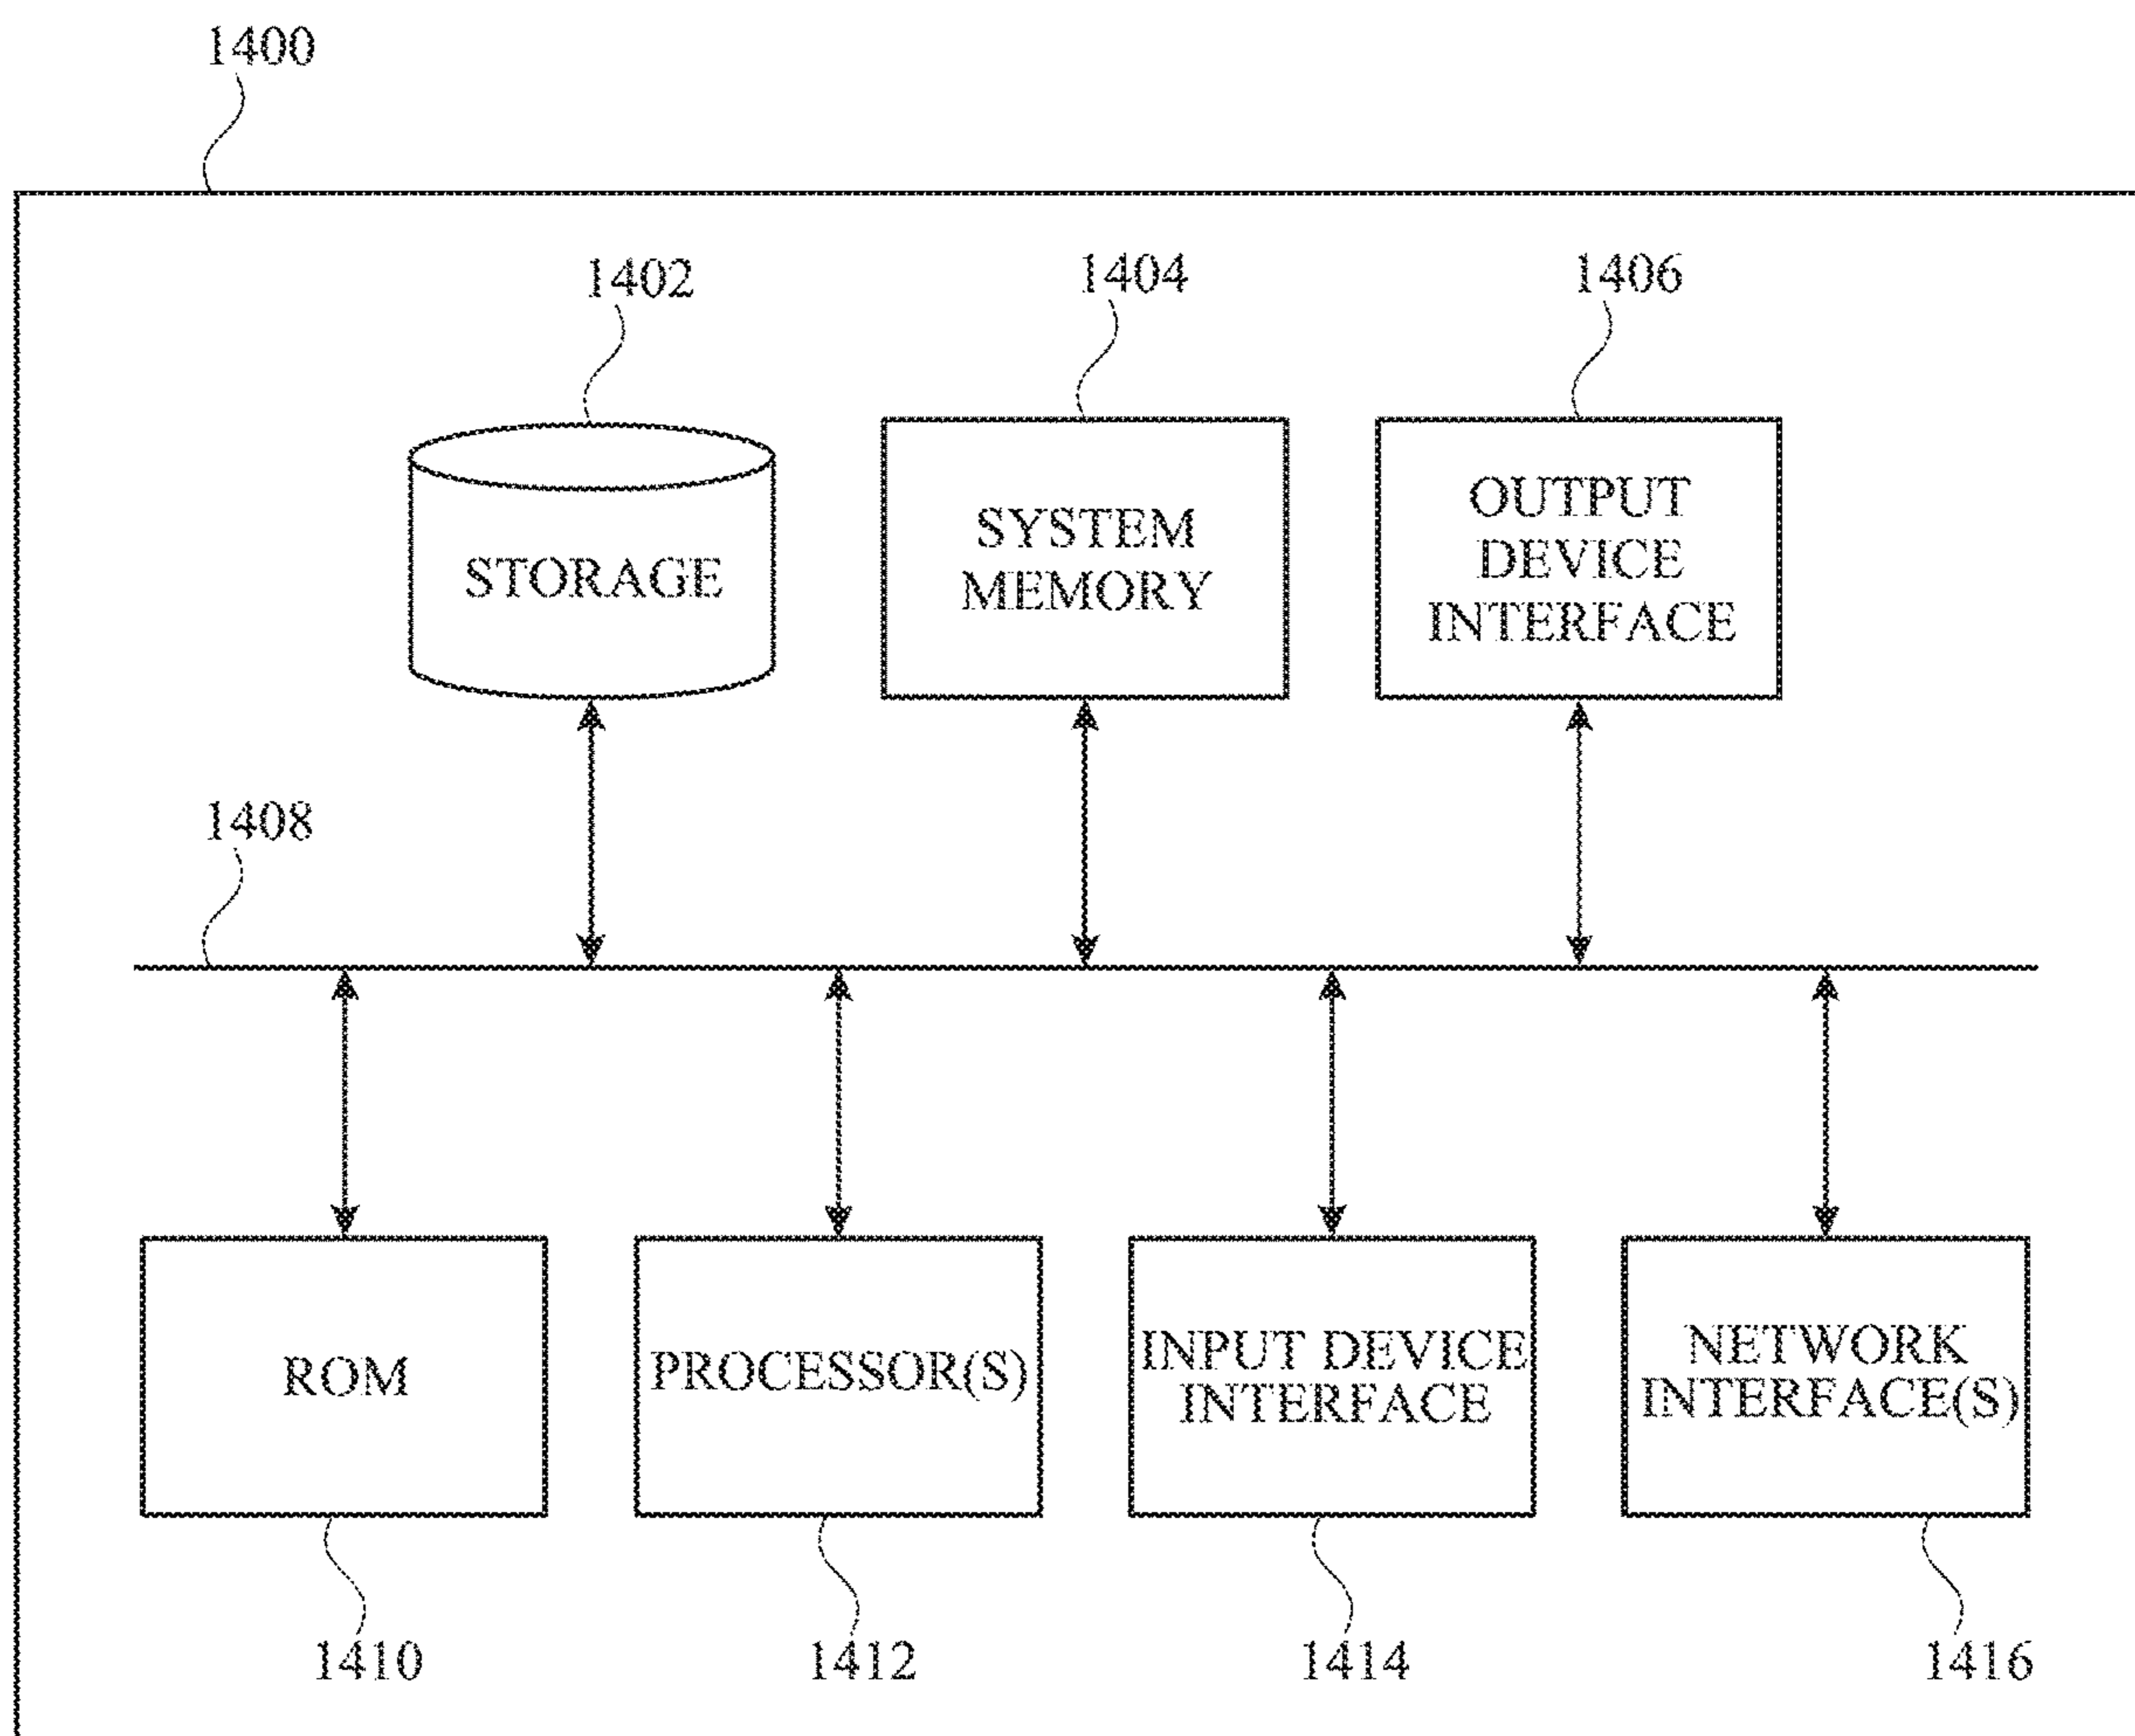 1400
1402
1404
1406
STORAGE
SYSTEM
MEMORY
OUTPUT
DEVICE
INTERFACE
1408
ROM
PROCESSOR(S)
INPUT DEVICE
INTERFACE
NETWORK
INTERFACE(S)
1410
1412
1414
1416